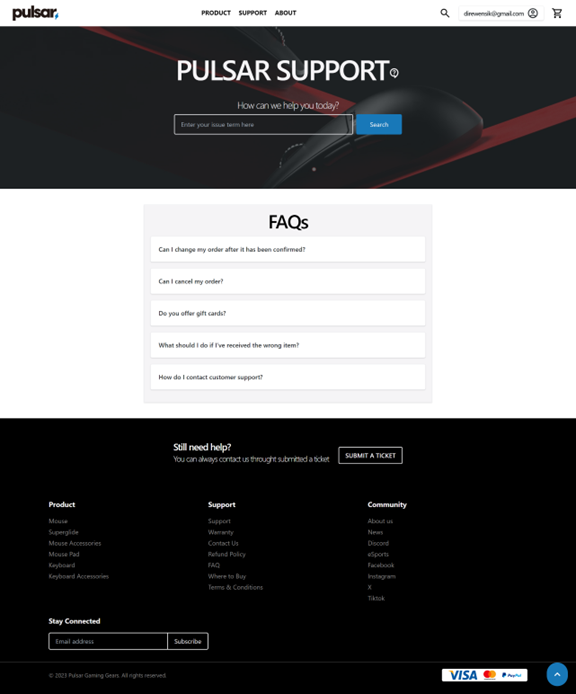 pulsar
PRODUCT SUPPORT ABOUT
direwensik@gmail.com
PULSAR SUPPORT
How can we help you today?
Enter your issue term here
Search
FAQs
Can I change my order after it has been confirmed?
Can I cancel my order?
Do you offer gift cards?
What should I do if I've received the wrong item?
How do I contact customer support?
Still need help?
You can always contact us throught submitted a ticket
SUBMIT A TICKET
Product
Mouse
Superglide
Mouse Accessories
Mouse Pad
Keyboard
Keyboard Accessories
Support
Support
Warranty
Contact Us
Refund Policy
FAQ
Where to Buy
Terms & Conditions
Community
About us
News
Discord
eSports
Facebook
Instagram
X
Tiktok
Stay Connected
Email address
Subscribe
© 2023 Pulsar Gaming Gears. All rights reserved.
VISA
PayPal